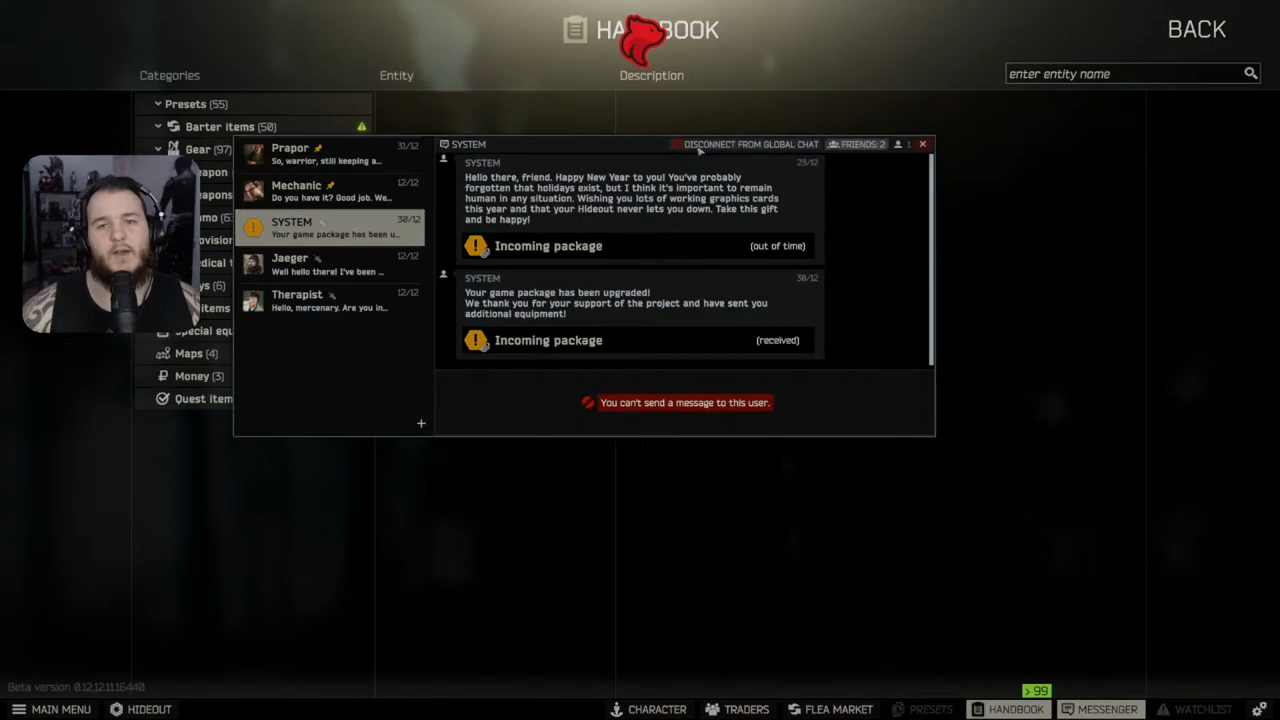 HA BOOK
BACK
Categories
Entity
Description
enter entity name
Presets (55)
Barter items (50)
Gear (97)
Maps (4)
Money (3)
Prapor
31/12
So, warrior, still keeping a...
Mechanic
12/12
Do you have it? Good job. We...
SYSTEM
30/12
Your game package has been u...
Jaeger
12/12
Well hello there! I've been ...
Therapist
12/12
Hello, mercenary. Are you in...
+
SYSTEM
DISCONNECT FROM GLOBAL CHAT
FRIENDS: 2
1
SYSTEM
23/12
Hello there, friend. Happy New Year to you! You've probably
forgotten that holidays exist, but I think it's important to remain
human in any situation. Wishing you lots of working graphics cards
this year and that your Hideout never lets you down. Take this gift
and be happy!
Incoming package
(out of time)
SYSTEM
30/12
Your game package has been upgraded!
We thank you for your support of the project and have sent you
additional equipment!
Incoming package
(received)
You can't send a message to this user.
Beta version 0.12.12.11.16440
> 99
MAIN MENU
HIDEOUT
CHARACTER
TRADERS
FLEA MARKET
PRESETS
HANDBOOK
MESSENGER
WATCHLIST